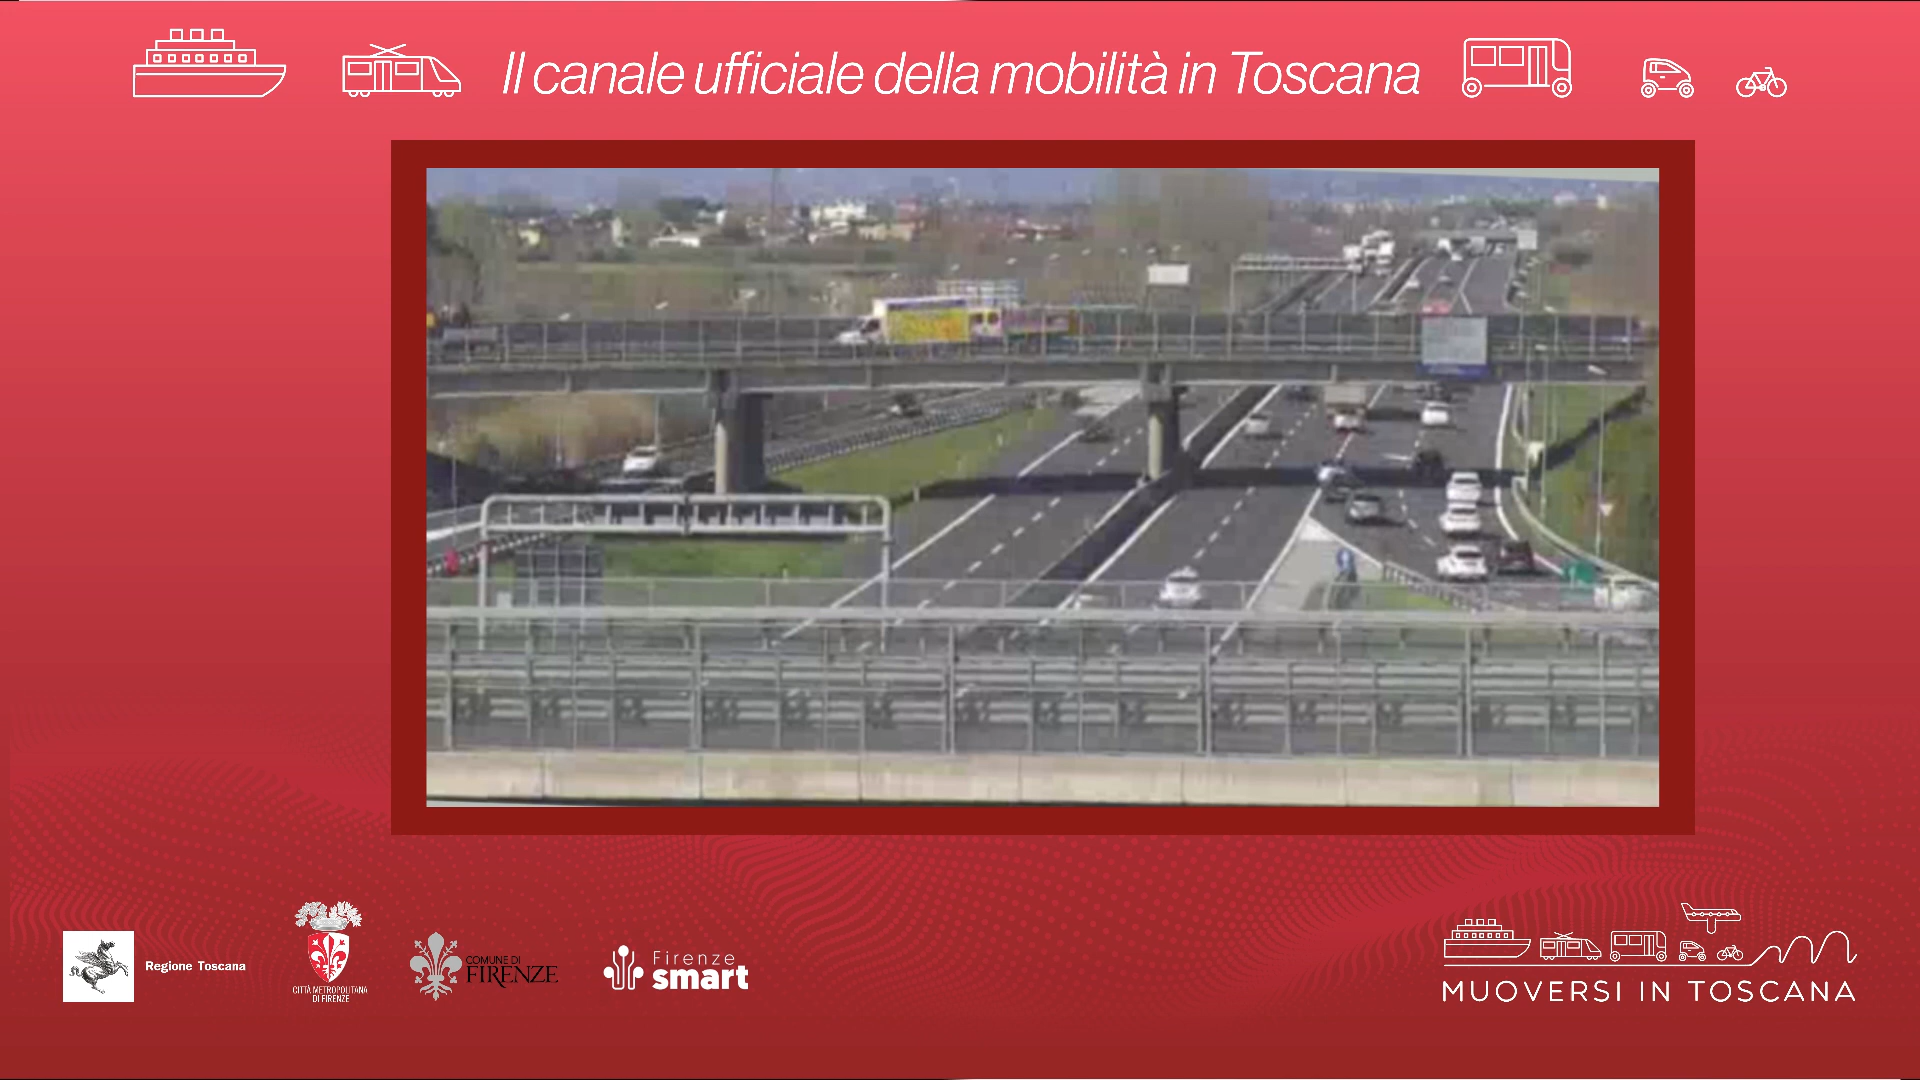 Il canale ufficiale della mobilità in Toscana
Regione Toscana
CITTÀ METROPOLITANA
DI FIRENZE
COMUNE DI
FIRENZE
Firenze
smart
MUOVERSI IN TOSCANA